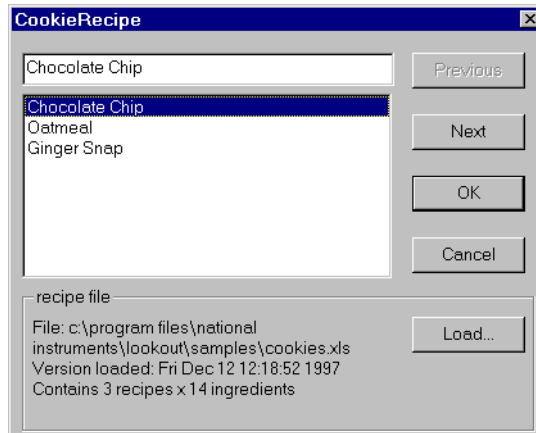 CookieRecipe
Chocolate Chip
Previous
Chocolate Chip
Oatmeal
Ginger Snap
Next
OK
Cancel
recipe file
File: c:\program files\national
instruments\lookout\samples\cookies.xls
Version loaded: Fri Dec 12 12:18:52 1997
Contains 3 recipes x 14 ingredients
Load...